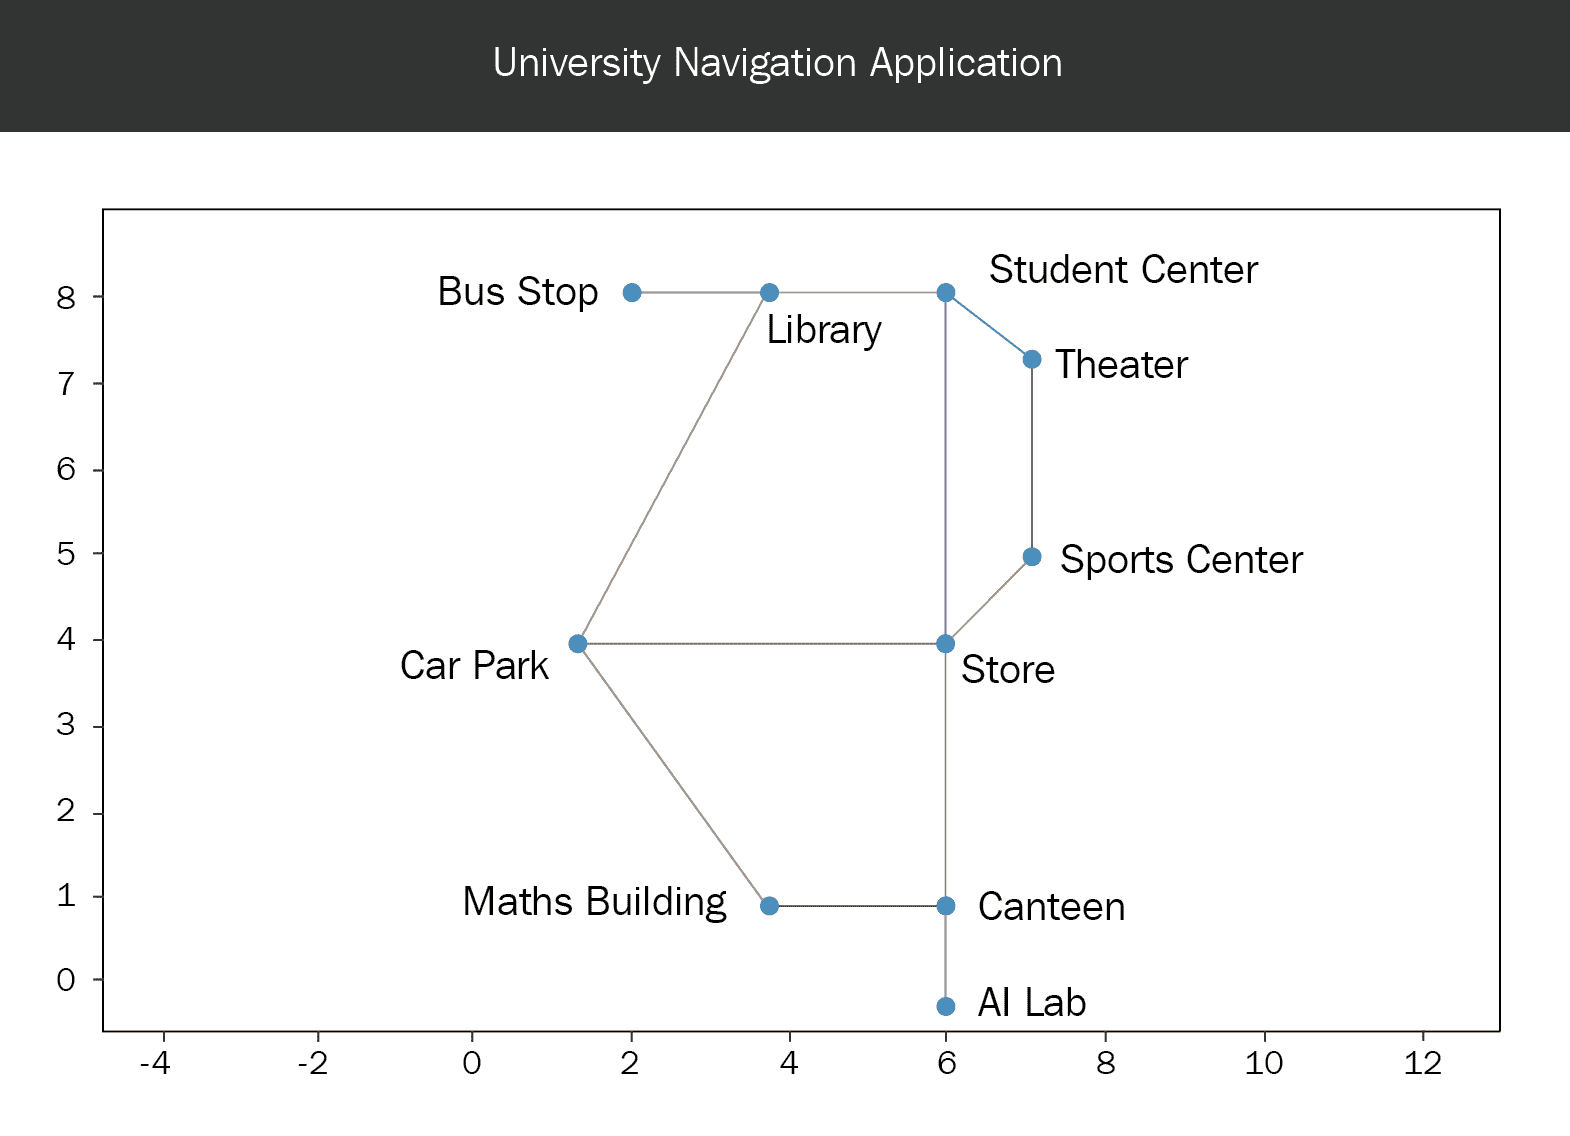 University Navigation Application
Student Center
Bus Stop
Library
Theater
Sports Center
Car Park
Store
Maths Building
Canteen
AI Lab
8
7
6
5
4
3
2
1
0
-4 -2 0 2 4 6 8 10 12